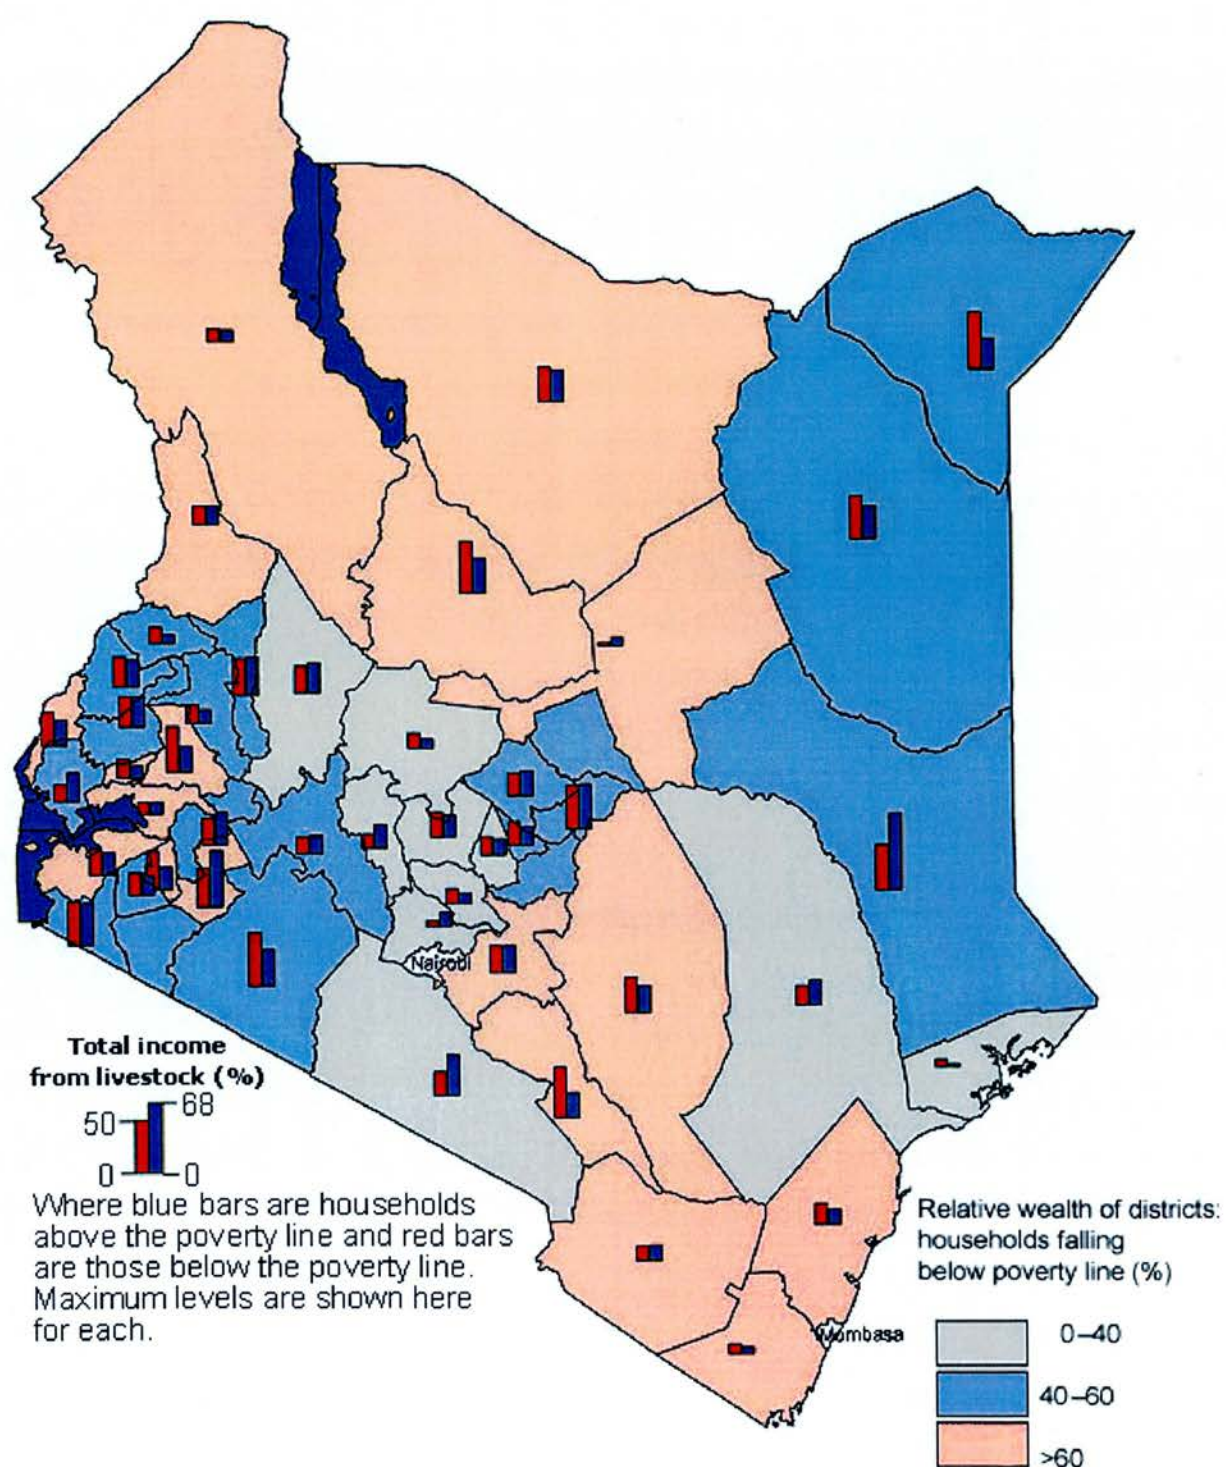 Nairobi
Total income
from livestock (%)
68
50
0
0
Where blue bars are households
above the poverty line and red bars
are those below the poverty line.
Maximum levels are shown here
for each.
Relative wealth of districts:
households falling
below poverty line (%)
Mombasa
0–40
40–60
>60